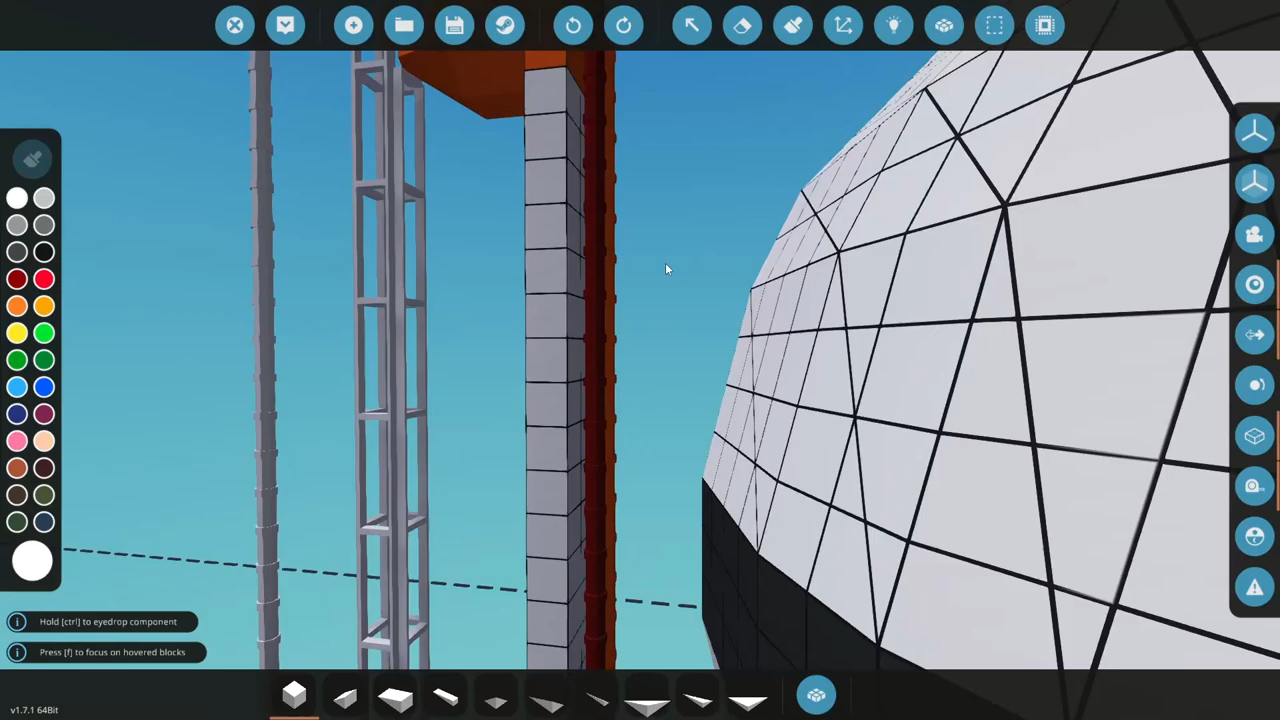 Hold [ctrl] to eyedrop component
Press [f] to focus on hovered blocks
v1.7.1 64Bit